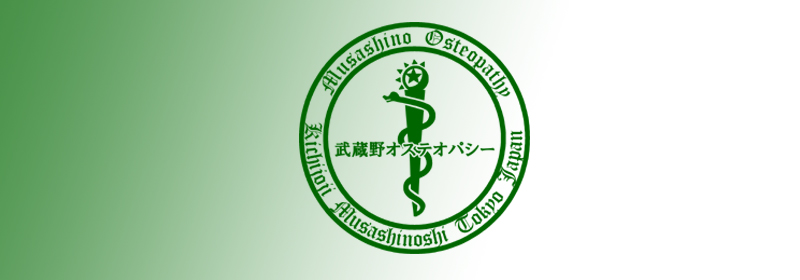 Musashino Osteopathy
武蔵野オステオパシー
Kichijoji Musashinoshi Tokyo Japan